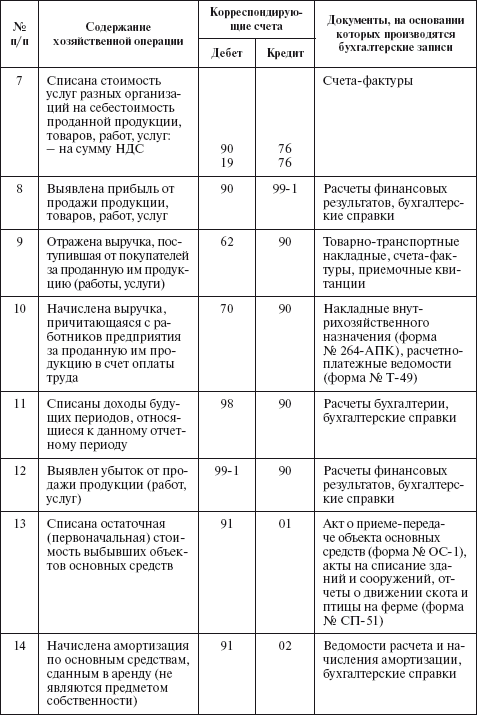 №
п/п
Содержание
хозяйственной операции
Корреспондирую-
щие счета
Дебет Кредит
Документы, на основании
которых производятся
бухгалтерские записи
7
Списана стоимость
услуг разных организа-
ций на себестоимость
проданной продукции,
товаров, работ, услуг:
– на сумму НДС
90 76
19 76
Счета-фактуры
8
Выявлена прибыль от
продажи продукции,
товаров, работ, услуг
90 99-1
Расчеты финансовых
результатов, бухгалтерс-
кие справки
9
Отражена выручка, пос-
тупившая от покупателей
за проданную им продук-
цию (работы, услуги)
62 90
Товарно-транспортные
накладные, счета-фак-
туры, приемочные кви-
танции
10
Начислена выручка,
причитающаяся с ра-
ботников предприятия
за проданную им про-
дукцию в счет оплаты
труда
70 90
Накладные внут-
рихозяйственного
назначения (форма
№ 264-АПК), расчетно-
платежные ведомости
(форма № Т-49)
11
Списаны доходы буду-
щих периодов, относя-
щиеся к данному отчет-
ному периоду
98 90
Расчеты бухгалтерии,
бухгалтерские справки
12
Выявлен убыток от про-
дажи продукции (работ,
услуг)
99-1 90
Расчеты финансовых
результатов, бухгалтерс-
кие справки
13
Списана остаточная
(первоначальная) стои-
мость выбывших объек-
тов основных средств
91 01
Акт о приеме-переда-
че объекта основных
средств (форма № ОС-1),
акты на списание зда-
ний и сооружений, от-
четы о движении скота и
птицы на ферме (форма
№ СП-51)
14
Начислена амортизация
по основным средствам,
сданным в аренду (не
являются предметом
собственности)
91 02
Ведомости расчета и на-
числения амортизации,
бухгалтерские справки